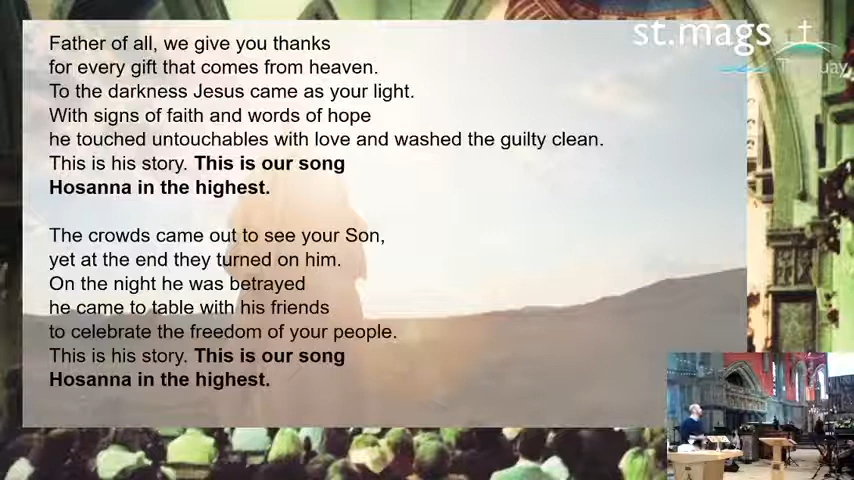 st.mags
Father of all, we give you thanks
for every gift that comes from heaven.
To the darkness Jesus came as your light.
With signs of faith and words of hope
he touched untouchables with love and washed the guilty clean.
This is his story. This is our song
Hosanna in the highest.
The crowds came out to see your Son,
yet at the end they turned on him.
On the night he was betrayed
he came to table with his friends
to celebrate the freedom of your people.
This is his story. This is our song
Hosanna in the highest.